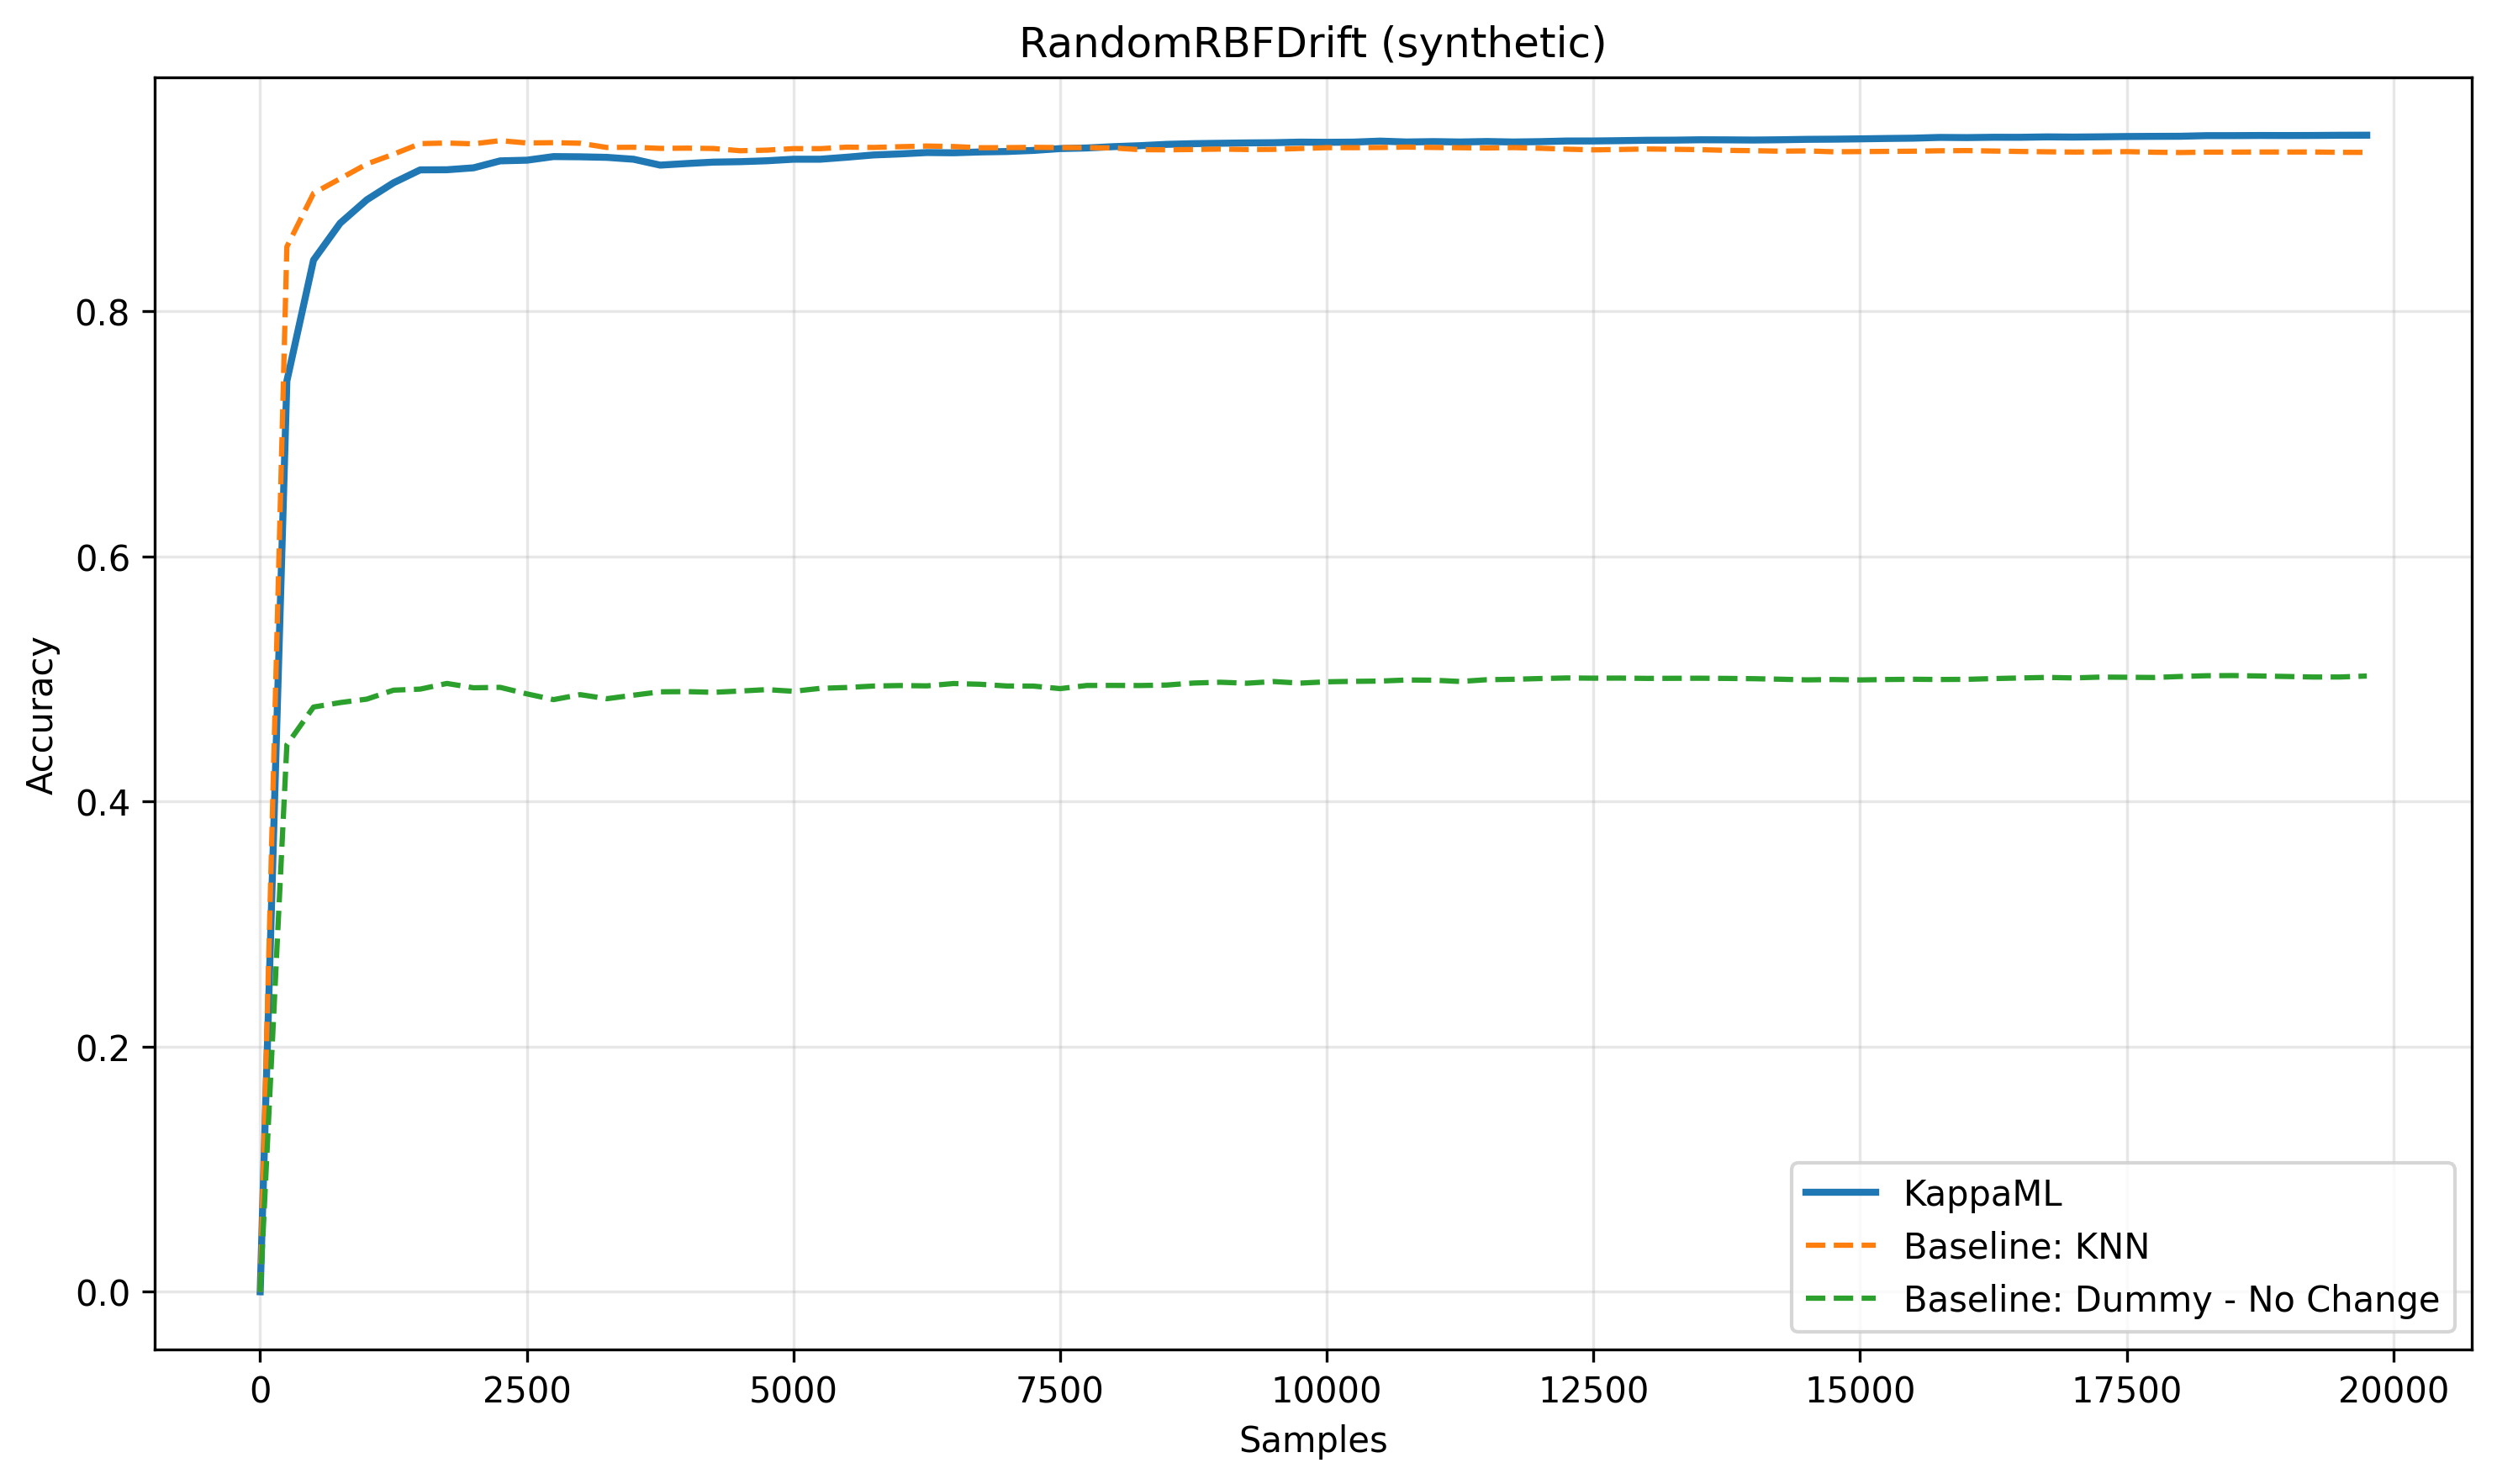 RandomRBFDrift (synthetic)
Accuracy
0.8
0.6
0.4
0.2
0.0
0 2500 5000 7500 10000 12500 15000 17500 20000
Samples
KappaML
Baseline: KNN
Baseline: Dummy - No Change